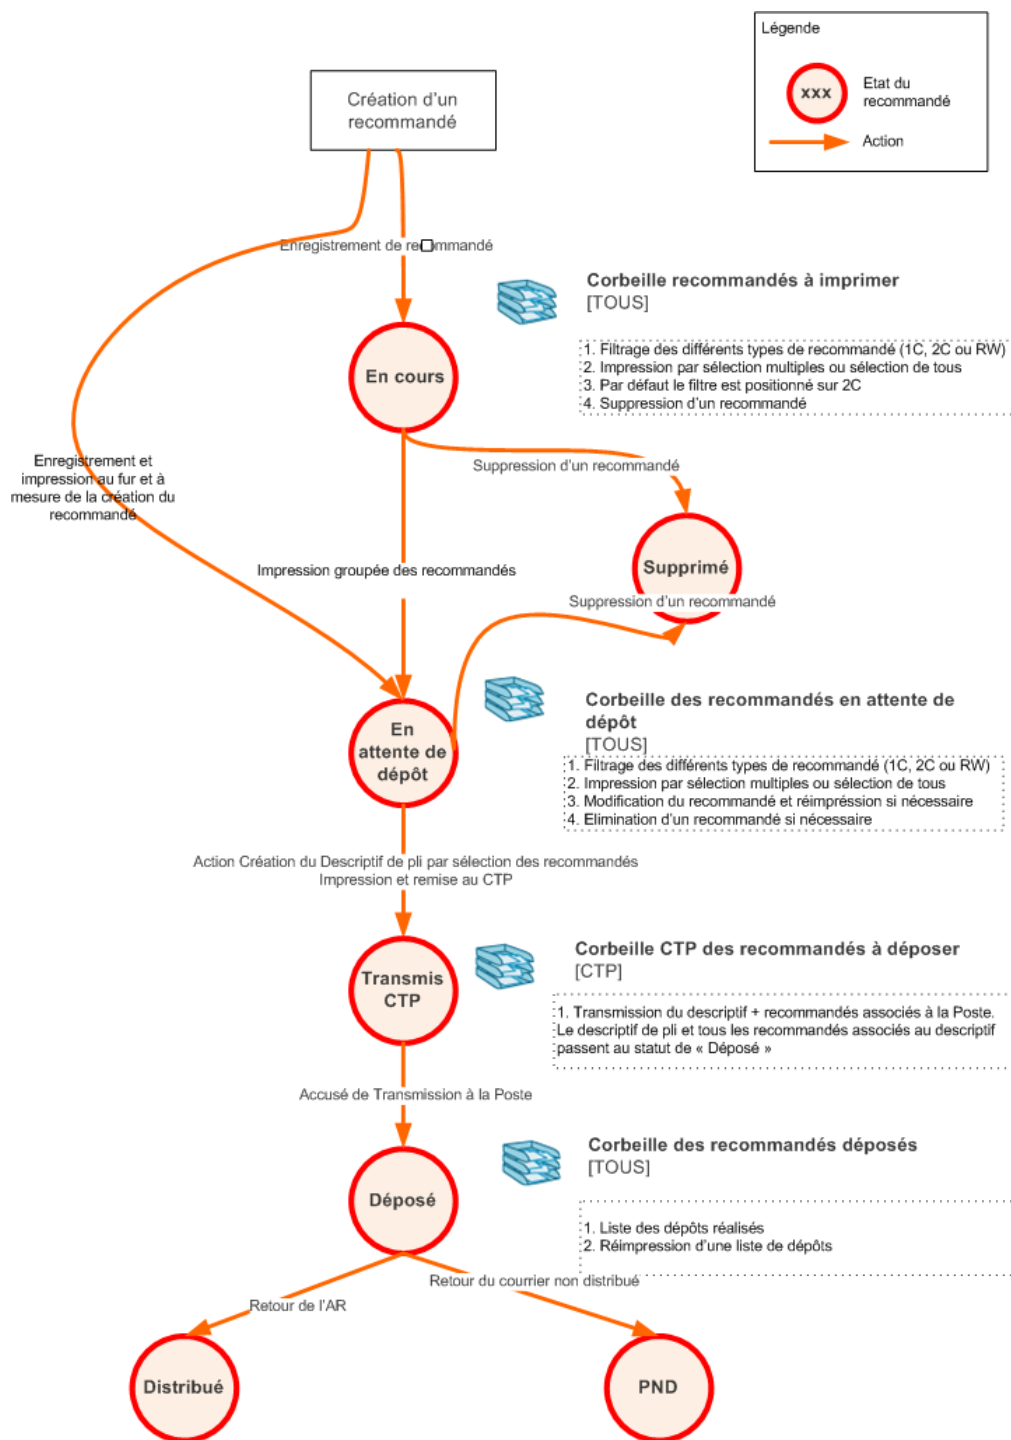 Légende
xxx
Etat du
recommandé
Action
Création d'un
recommandé
Enregistrement de recommandé
Corbeille recommandés à imprimer
[TOUS]
1. Filtrage des différents types de recommandé (1C, 2C ou RW)
2. Impression par sélection multiples ou sélection de tous
3. Par défaut le filtre est positionné sur 2C
4. Suppression d'un recommandé
En cours
Enregistrement et
impression au fur et à
mesure de la création du
recommandé
Suppression d'un recommandé
Supprimé
Impression groupée des recommandés
Suppression d'un recommandé
Corbeille des recommandés en attente de
dépôt
[TOUS]
1. Filtrage des différents types de recommandé (1C, 2C ou RW)
2. Impression par sélection multiples ou sélection de tous
3. Modification du recommandé et réimpréssion si nécessaire
4. Elimination d'un recommandé si nécessaire
En
attente de
dépôt
Action Création du Descriptif de pli par sélection des recommandés
Impression et remise au CTP
Corbeille CTP des recommandés à déposer
[CTP]
1. Transmission du descriptif + recommandés associés à la Poste.
Le descriptif de pli et tous les recommandés associés au descriptif
passent au statut de « Déposé »
Transmis
CTP
Accusé de Transmission à la Poste
Corbeille des recommandés déposés
[TOUS]
1. Liste des dépôts réalisés
2. Réimpression d'une liste de dépôts
Déposé
Retour du courrier non distribué
Retour de l'AR
Distribué
PND